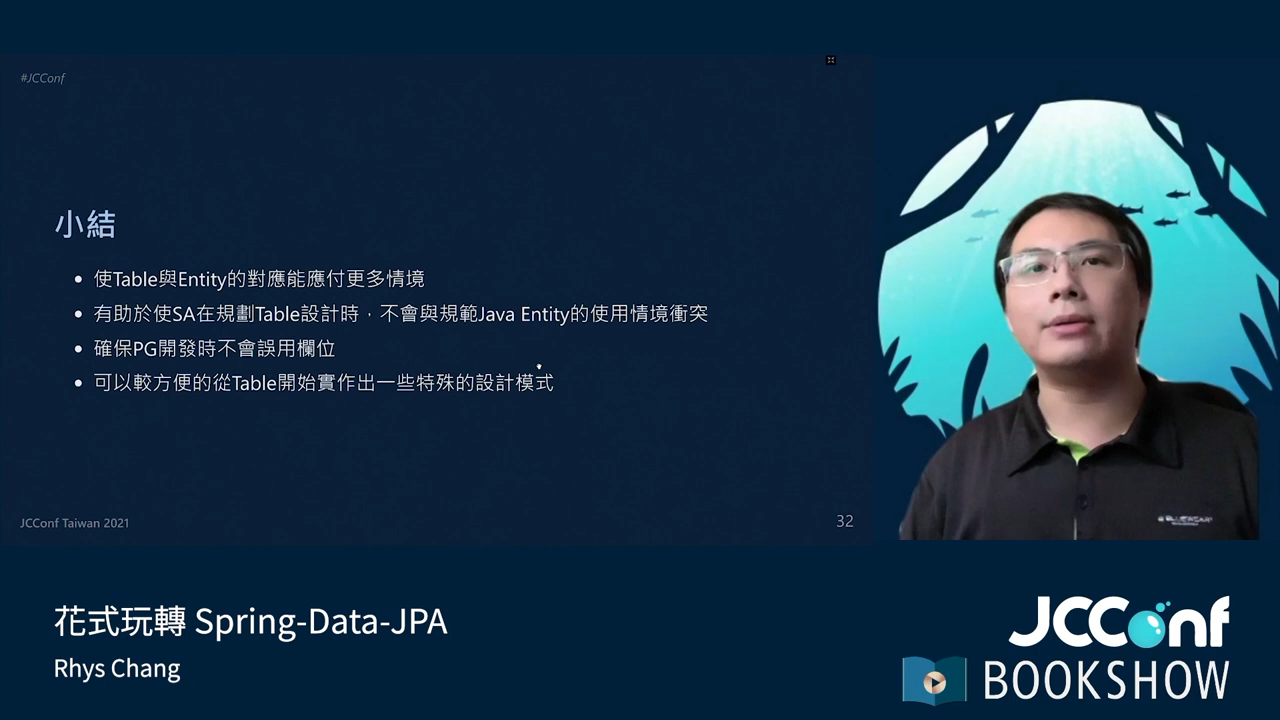 #JCConf
小結
使Table與Entity的對應能應付更多情境
有助於使SA在規劃Table設計時，不會與規範Java Entity的使用情境衝突
確保PG開發時不會誤用欄位
可以較方便的從Table開始實作出一些特殊的設計模式
JCConf Taiwan 2021
32
花式玩轉 Spring-Data-JPA
Rhys Chang
JCConf
BOOKSHOW